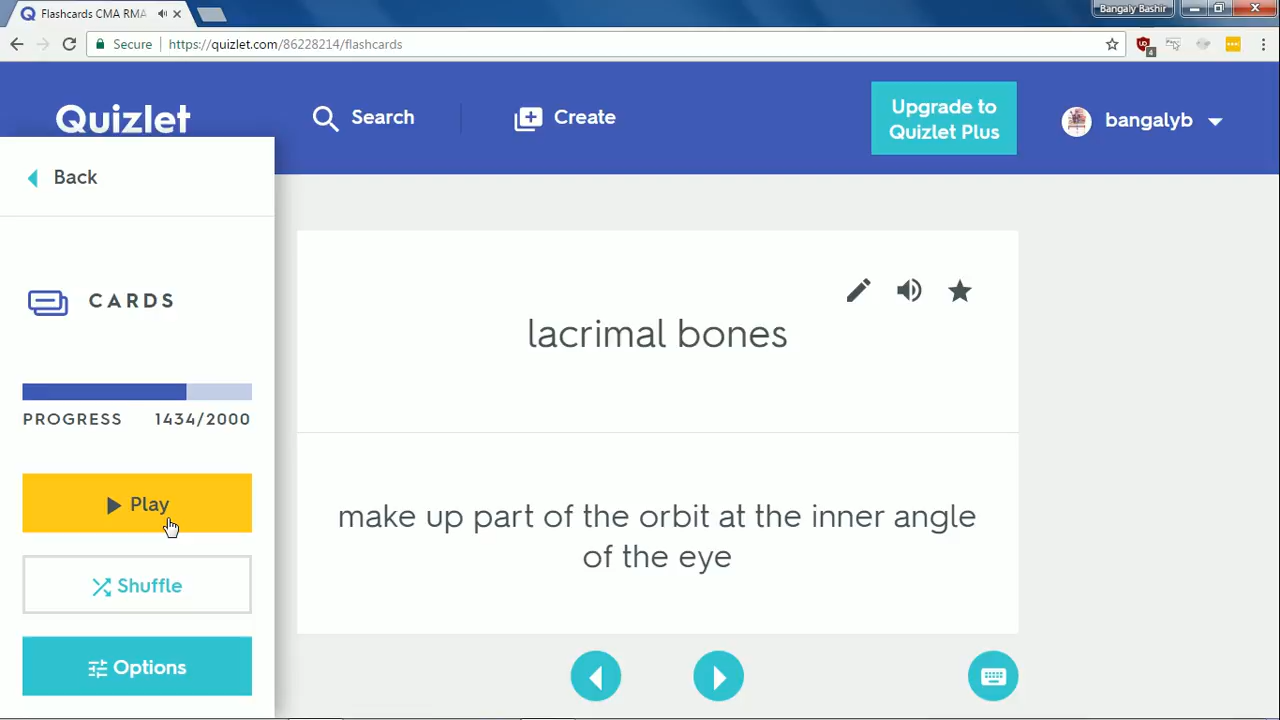 Flashcards CMA RMA
Bangaly Bashir
Secure
https://quizlet.com/86228214/flashcards
4
Quizlet
Search
Create
Upgrade to
Quizlet Plus
bangalyb
Back
CARDS
PROGRESS 1434/2000
Play
Shuffle
Options
lacrimal bones
make up part of the orbit at the inner angle
of the eye